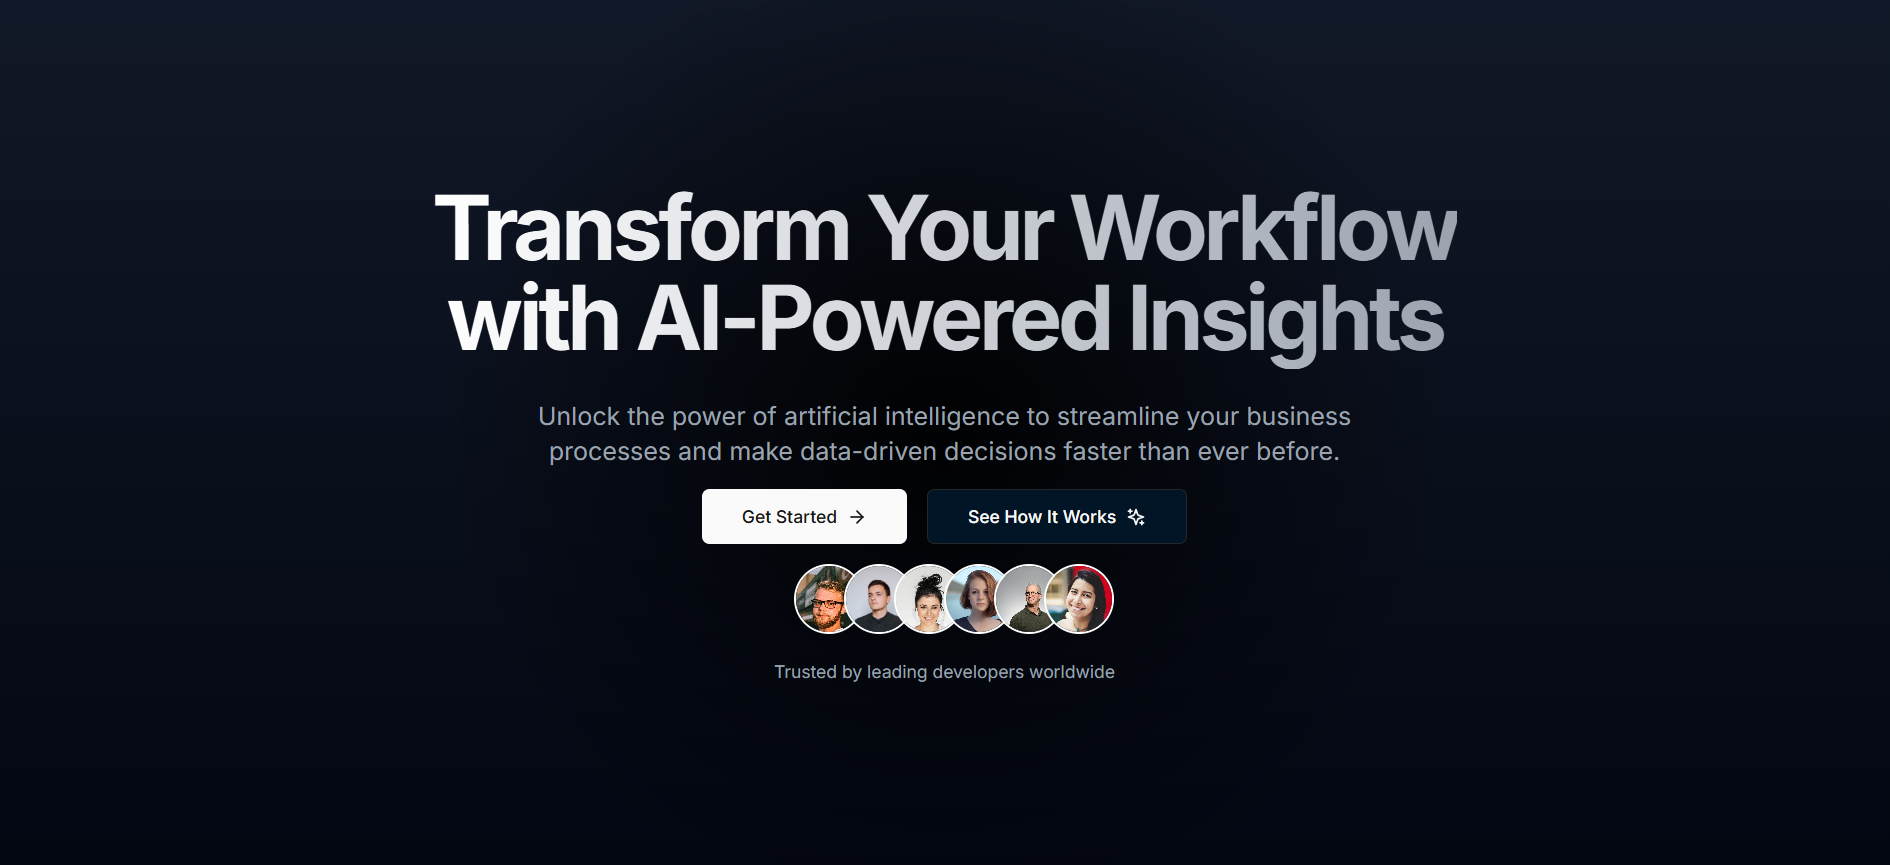 Transform Your Workflow
with AI-Powered Insights
Unlock the power of artificial intelligence to streamline your business
processes and make data-driven decisions faster than ever before.
Get Started
See How It Works
Trusted by leading developers worldwide